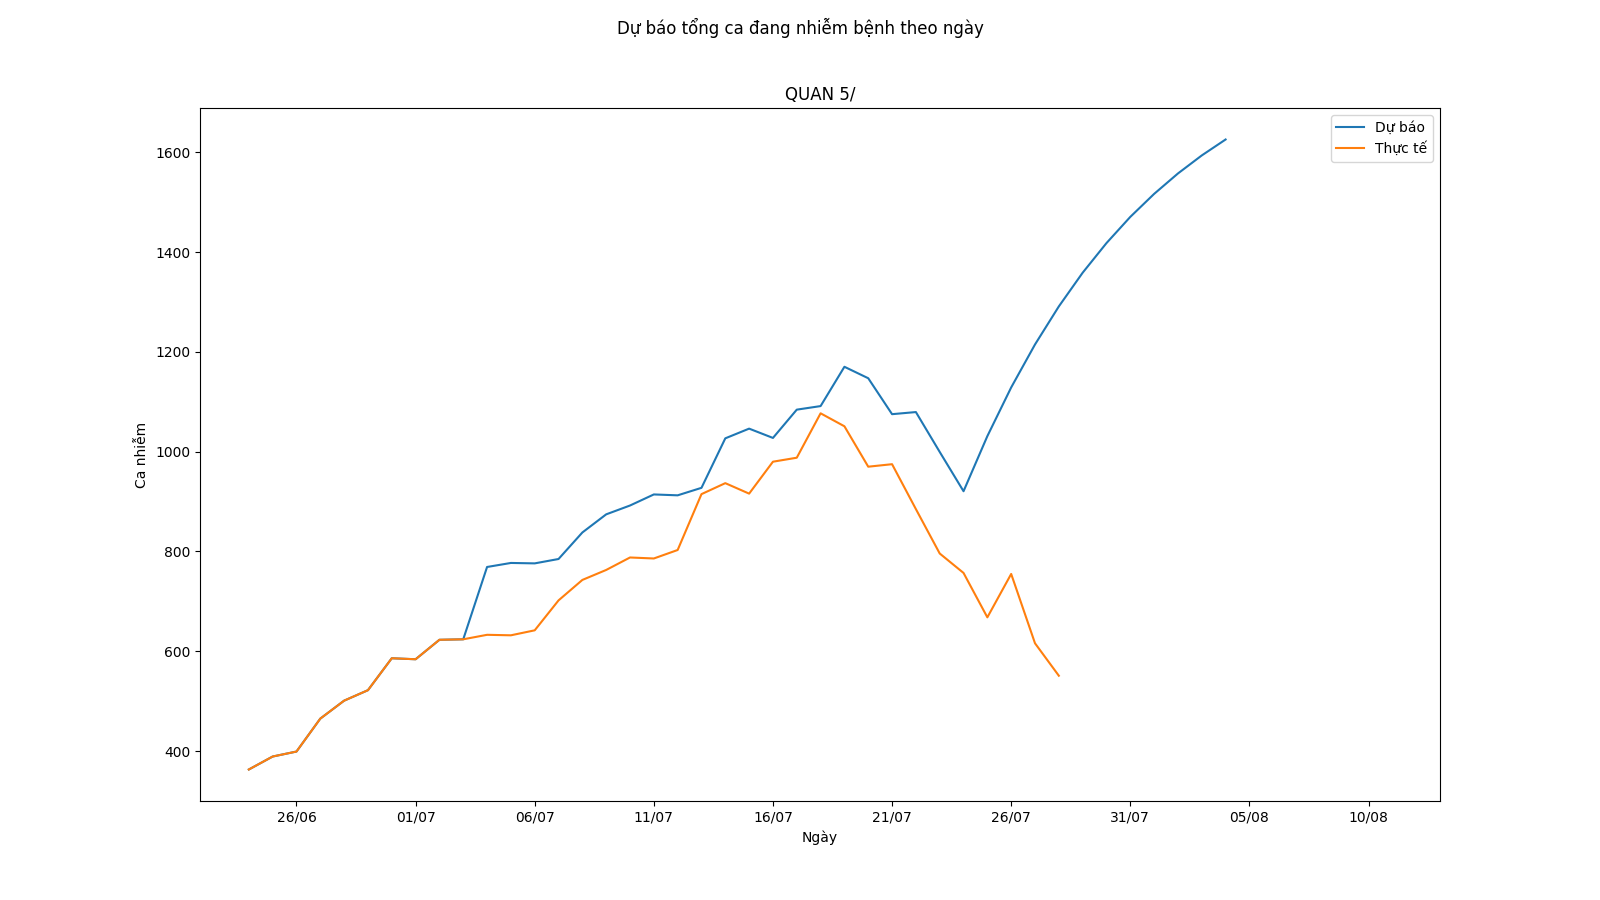 Dự báo tổng ca đang nhiễm bệnh theo ngày
QUAN 5/
Dự báo
Thực tế
Ca nhiễm
1600
1400
1200
1000
800
600
400
26/06 01/07 06/07 11/07 16/07 21/07 26/07 31/07 05/08 10/08
Ngày